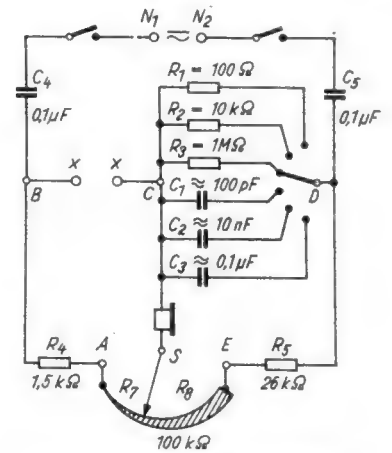 N1 ≈ N2
C4
0,1µF
C5
0,1µF
R1 = 100 Ω
R2 = 10 kΩ
R3 = 1MΩ
x x
B
C
D
C1 ≈ 100 pF
C2 ≈ 10 nF
C3 ≈ 0,1µF
R4
1,5 kΩ
A
S
E
R5
26 kΩ
R7
R8
100 kΩ